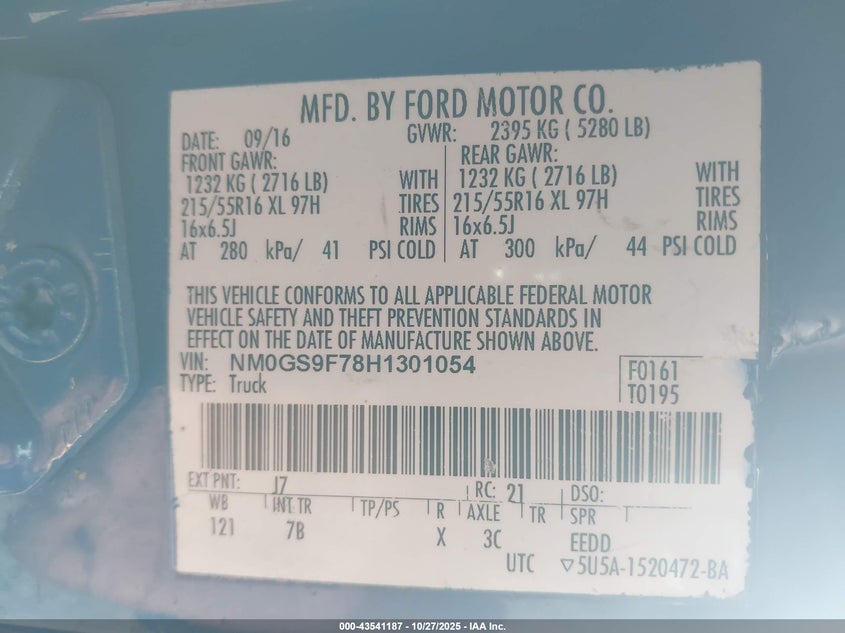 MFD. BY FORD MOTOR CO.
DATE: 09/16 GVWR: 2395 KG ( 5280 LB)
FRONT GAWR: REAR GAWR:
1232 KG ( 2716 LB) WITH 1232 KG ( 2716 LB) WITH
215/55R16 XL 97H TIRES 215/55R16 XL 97H TIRES
16x6.5J RIMS 16x6.5J RIMS
AT 280 kPa/ 41 PSI COLD AT 300 kPa/ 44 PSI COLD
THIS VEHICLE CONFORMS TO ALL APPLICABLE FEDERAL MOTOR
VEHICLE SAFETY AND THEFT PREVENTION STANDARDS IN
EFFECT ON THE DATE OF MANUFACTURE SHOWN ABOVE.
VIN: NM0GS9F78H1301054 F0161
TYPE: Truck T0195
EXT PNT: J7 RC: 21 DSO:
WB INT TR TP/PS R AXLE TR SPR T
121 7B X 3C EEDD
UTC ▽5U5A-1520472-BA
000-43541187 - 10/27/2025 - IAA Inc.